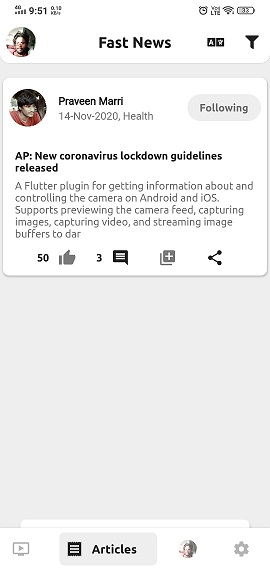 4G 9:51 0.10 KB/s Vo) LTE 33
Fast News
Praveen Marri
14-Nov-2020, Health
Following
AP: New coronavirus lockdown guidelines
released
A Flutter plugin for getting information about and
controlling the camera on Android and iOS.
Supports previewing the camera feed, capturing
images, capturing video, and streaming image
buffers to dar
50 3
Articles